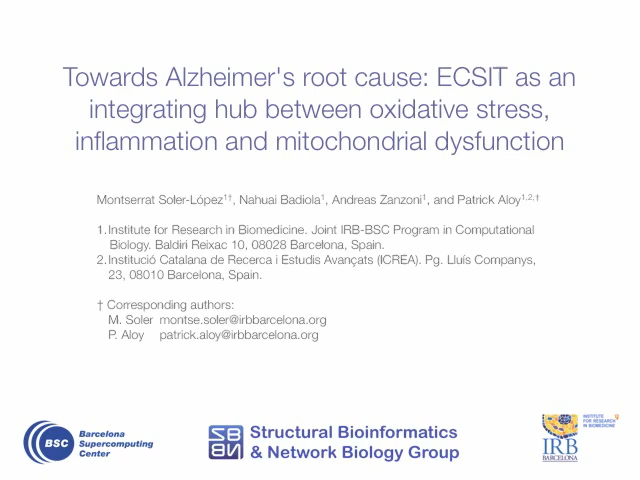 Towards Alzheimer's root cause: ECSIT as an
integrating hub between oxidative stress,
inflammation and mitochondrial dysfunction
Montserrat Soler-López¹†, Nahuai Badiola¹, Andreas Zanzoni¹, and Patrick Aloy¹,²,†
1. Institute for Research in Biomedicine. Joint IRB-BSC Program in Computational
Biology. Baldiri Reixac 10, 08028 Barcelona, Spain.
2. Institució Catalana de Recerca i Estudis Avançats (ICREA). Pg. Lluís Companys,
23, 08010 Barcelona, Spain.
† Corresponding authors:
M. Soler montse.soler@irbbarcelona.org
P. Aloy patrick.aloy@irbbarcelona.org
BSC
Barcelona
Supercomputing
Center
SB
BN
Structural Bioinformatics
& Network Biology Group
IRB
BARCELONA
INSTITUTE
FOR RESEARCH
IN BIOMEDICINE